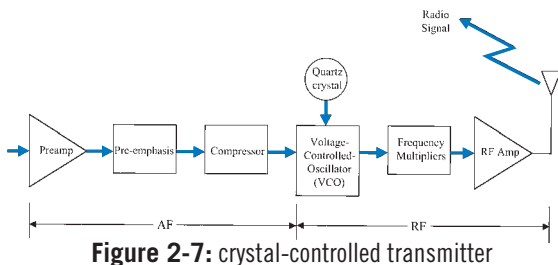 Radio
Signal
Quartz
crystal
Preamp
Pre-emphasis
Compressor
Voltage-
Controlled-
Oscillator
(VCO)
Frequency
Multipliers
RF Amp
AF
RF
Figure 2-7: crystal-controlled transmitter